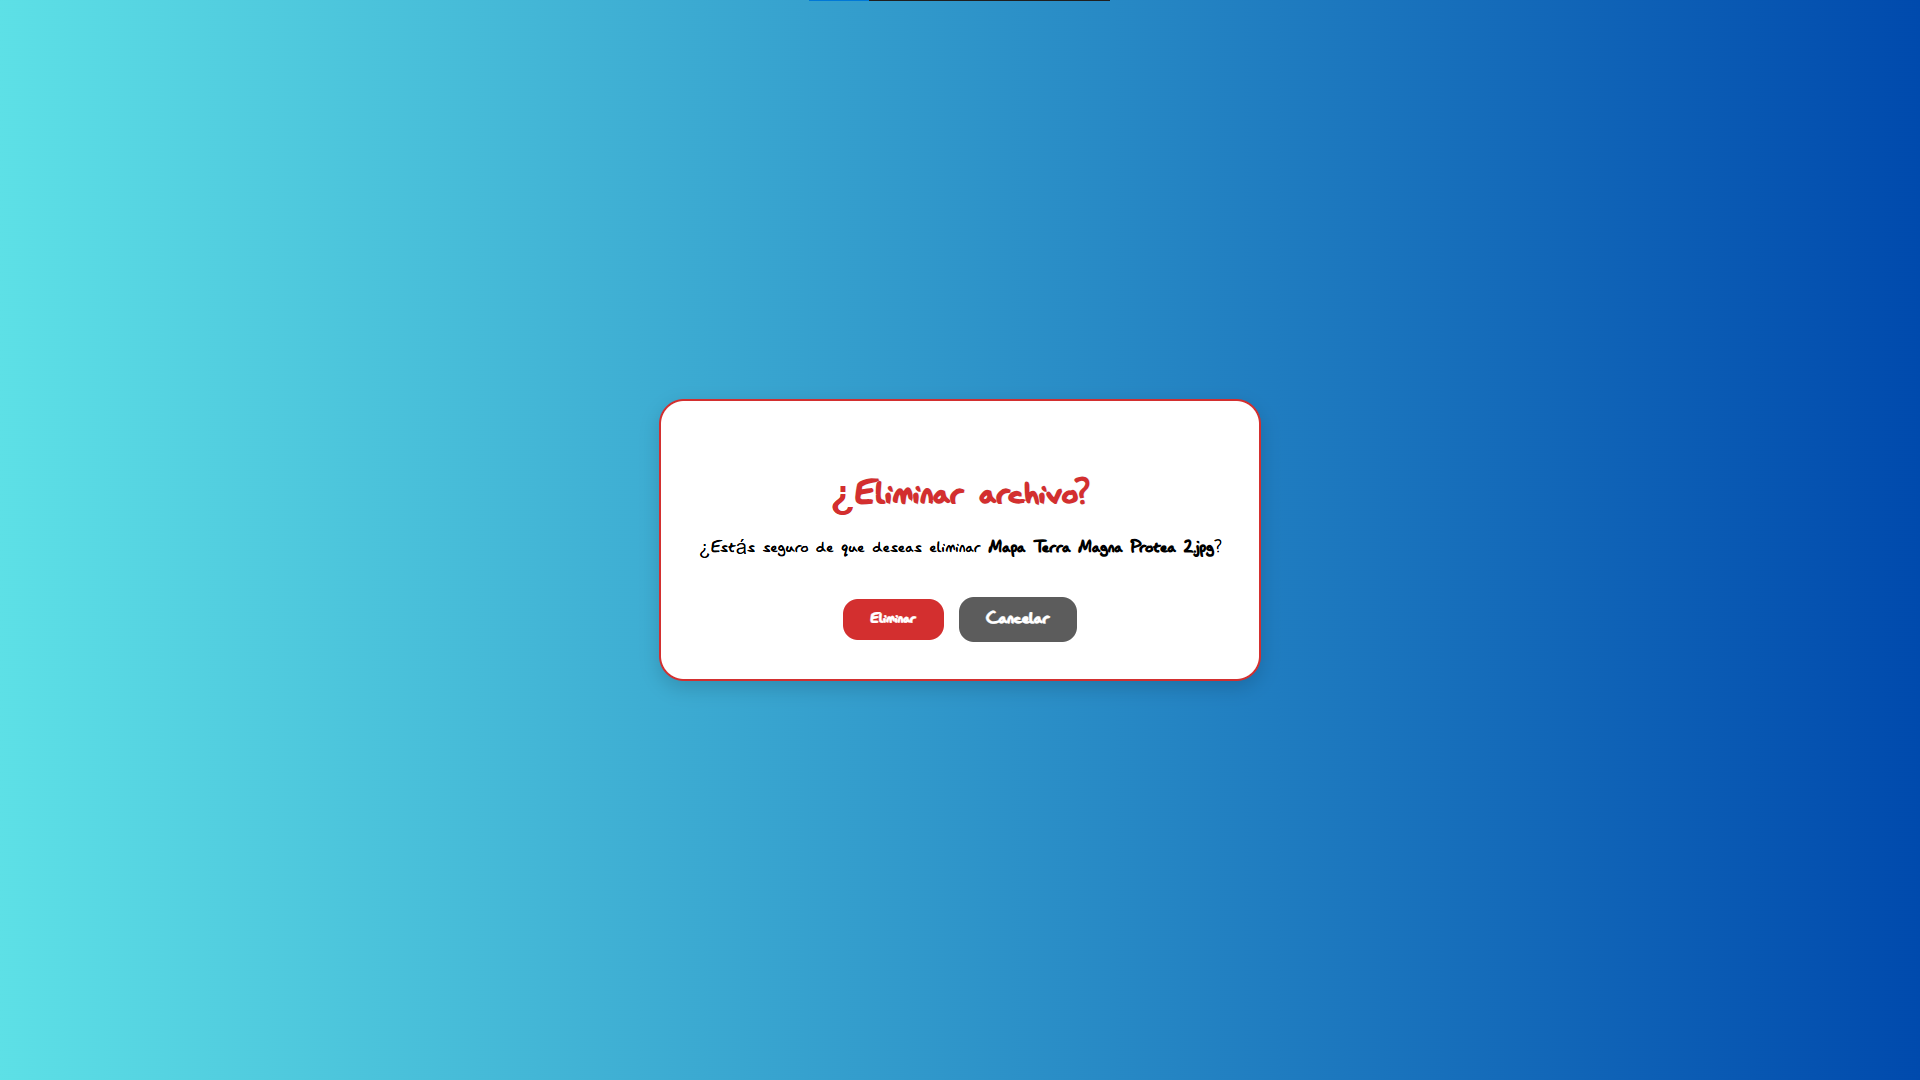 ¿Eliminar archivo?
¿Estás seguro de que deseas eliminar Mapa Terra Magna Protea 2.jpg?
Eliminar
Cancelar